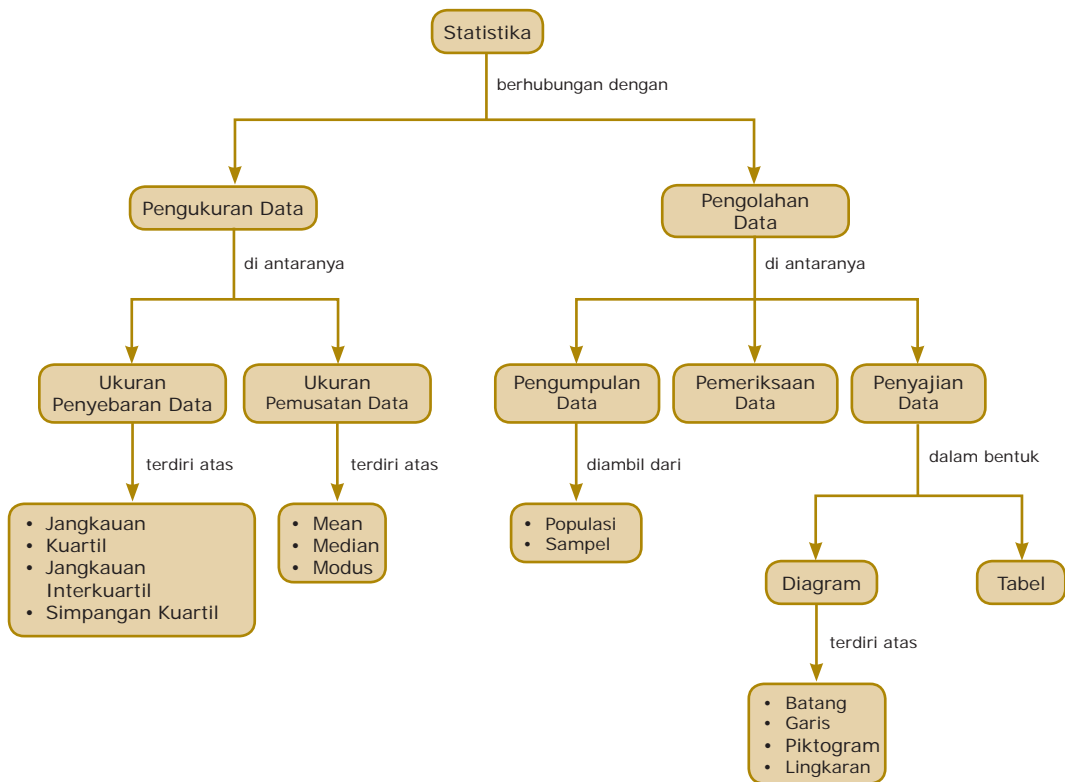 Statistika
berhubungan dengan
Pengukuran Data
Pengolahan
Data
di antaranya
di antaranya
Ukuran
Penyebaran Data
Ukuran
Pemusatan Data
Pengumpulan
Data
Pemeriksaan
Data
Penyajian
Data
terdiri atas
terdiri atas
diambil dari
dalam bentuk
• Jangkauan
• Kuartil
• Jangkauan
Interkuartil
• Simpangan Kuartil
• Mean
• Median
• Modus
• Populasi
• Sampel
Diagram
Tabel
terdiri atas
• Batang
• Garis
• Piktogram
• Lingkaran